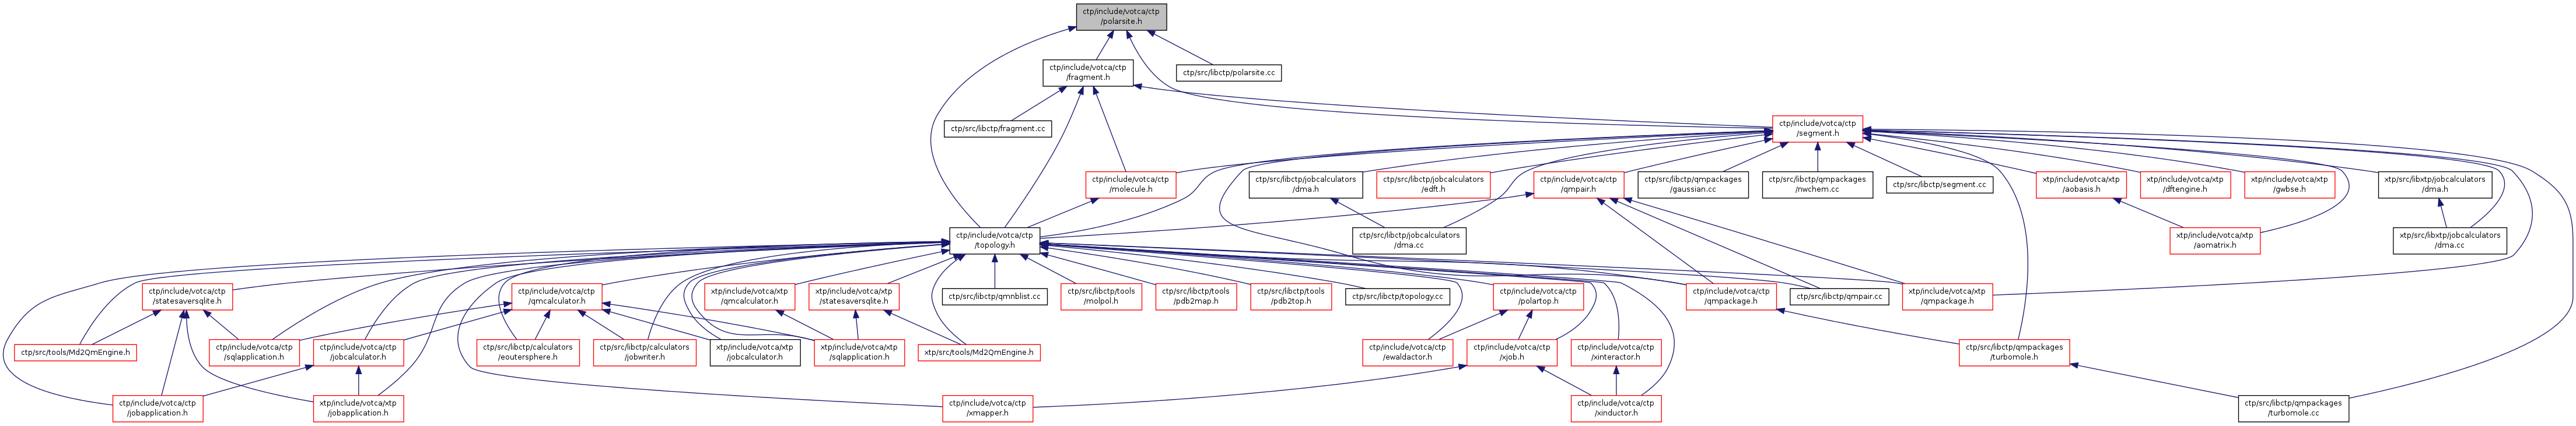 ctp/include/votca/ctp
/polarsite.h
ctp/include/votca/ctp
/fragment.h
ctp/src/libctp/polarsite.cc
ctp/src/libctp/fragment.cc
ctp/include/votca/ctp
/segment.h
ctp/include/votca/ctp
/molecule.h
ctp/src/libctp/jobcalculators
/dma.h
ctp/src/libctp/jobcalculators
/edft.h
ctp/include/votca/ctp
/qmpair.h
ctp/src/libctp/qmpackages
/gaussian.cc
ctp/src/libctp/qmpackages
/nwchem.cc
ctp/src/libctp/segment.cc
xtp/include/votca/xtp
/aobasis.h
xtp/include/votca/xtp
/dftengine.h
xtp/include/votca/xtp
/gwbse.h
xtp/src/libxtp/jobcalculators
/dma.h
ctp/include/votca/ctp
/topology.h
ctp/src/libctp/jobcalculators
/dma.cc
xtp/include/votca/xtp
/aomatrix.h
xtp/src/libxtp/jobcalculators
/dma.cc
ctp/include/votca/ctp
/statesaversqlite.h
ctp/include/votca/ctp
/qmcalculator.h
xtp/include/votca/xtp
/qmcalculator.h
xtp/include/votca/xtp
/statesaversqlite.h
ctp/src/libctp/qmnblist.cc
ctp/src/libctp/tools
/molpol.h
ctp/src/libctp/tools
/pdb2map.h
ctp/src/libctp/tools
/pdb2top.h
ctp/src/libctp/topology.cc
ctp/include/votca/ctp
/polartop.h
ctp/include/votca/ctp
/qmpackage.h
ctp/src/libctp/qmpair.cc
xtp/include/votca/xtp
/qmpackage.h
ctp/src/tools/Md2QmEngine.h
ctp/include/votca/ctp
/sqlapplication.h
ctp/include/votca/ctp
/jobcalculator.h
ctp/src/libctp/calculators
/eoutersphere.h
ctp/src/libctp/calculators
/jobwriter.h
xtp/include/votca/xtp
/jobcalculator.h
xtp/include/votca/xtp
/sqlapplication.h
xtp/src/tools/Md2QmEngine.h
ctp/include/votca/ctp
/ewaldactor.h
ctp/include/votca/ctp
/xjob.h
ctp/include/votca/ctp
/xinteractor.h
ctp/src/libctp/qmpackages
/turbomole.h
ctp/include/votca/ctp
/jobapplication.h
xtp/include/votca/xtp
/jobapplication.h
ctp/include/votca/ctp
/xmapper.h
ctp/include/votca/ctp
/xinductor.h
ctp/src/libctp/qmpackages
/turbomole.cc